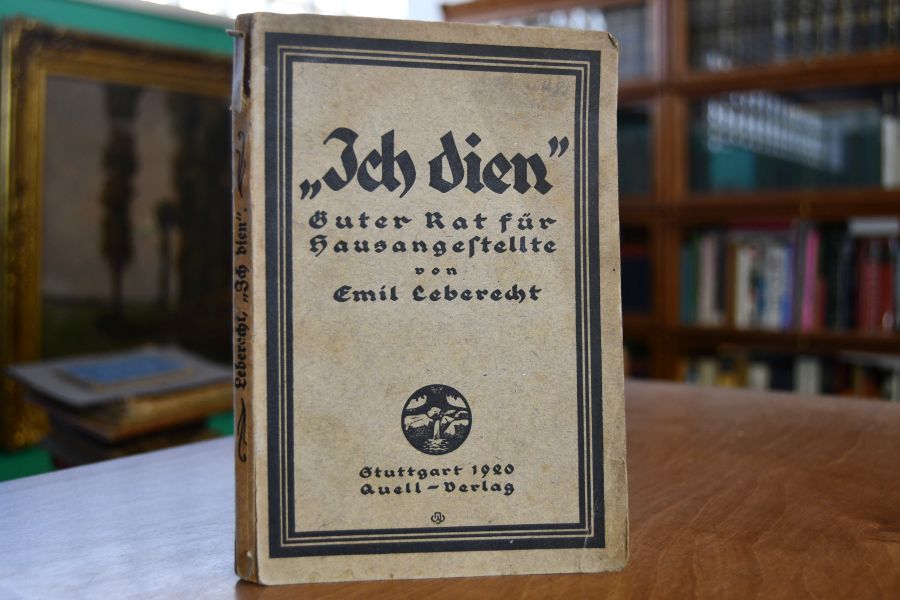 „Ich dien"
Guter Rat für
Hausangeſtellte
von
Emil Leberecht
Stuttgart 1920
Quell-Verlag
Leberecht, „Ich dien".